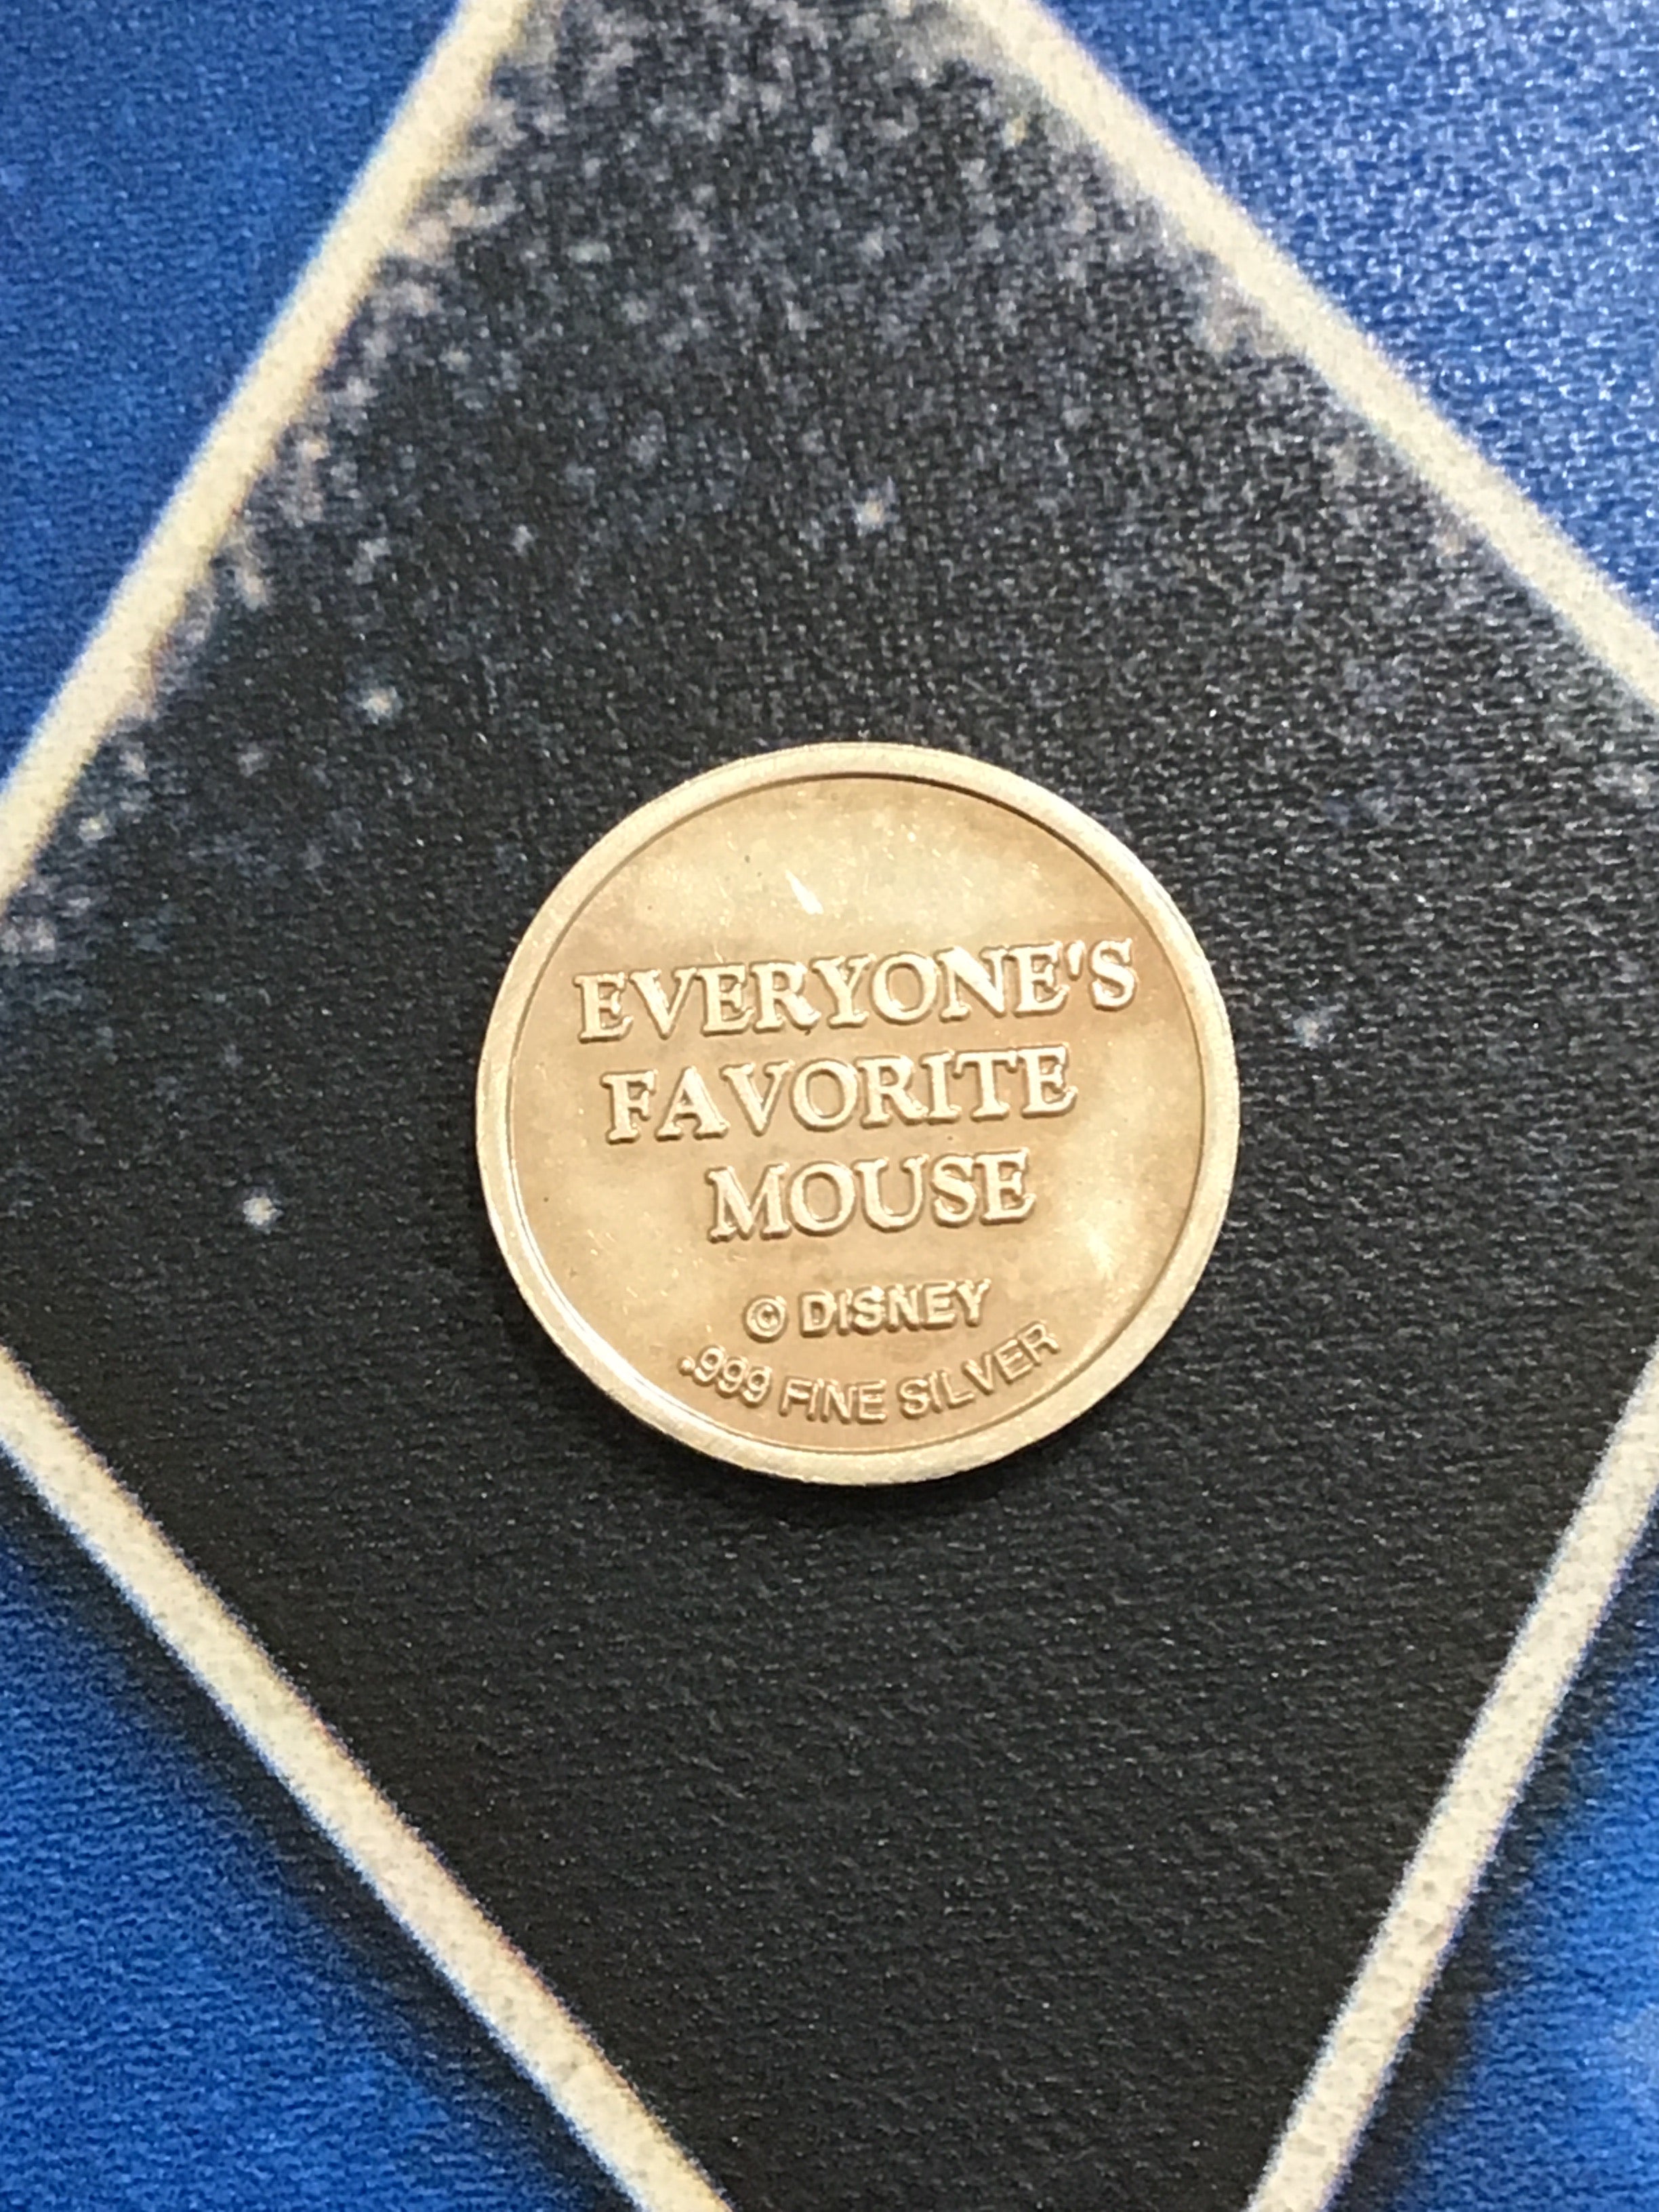 EVERYONE'S
FAVORITE
MOUSE
© DISNEY
.999 FINE SILVER